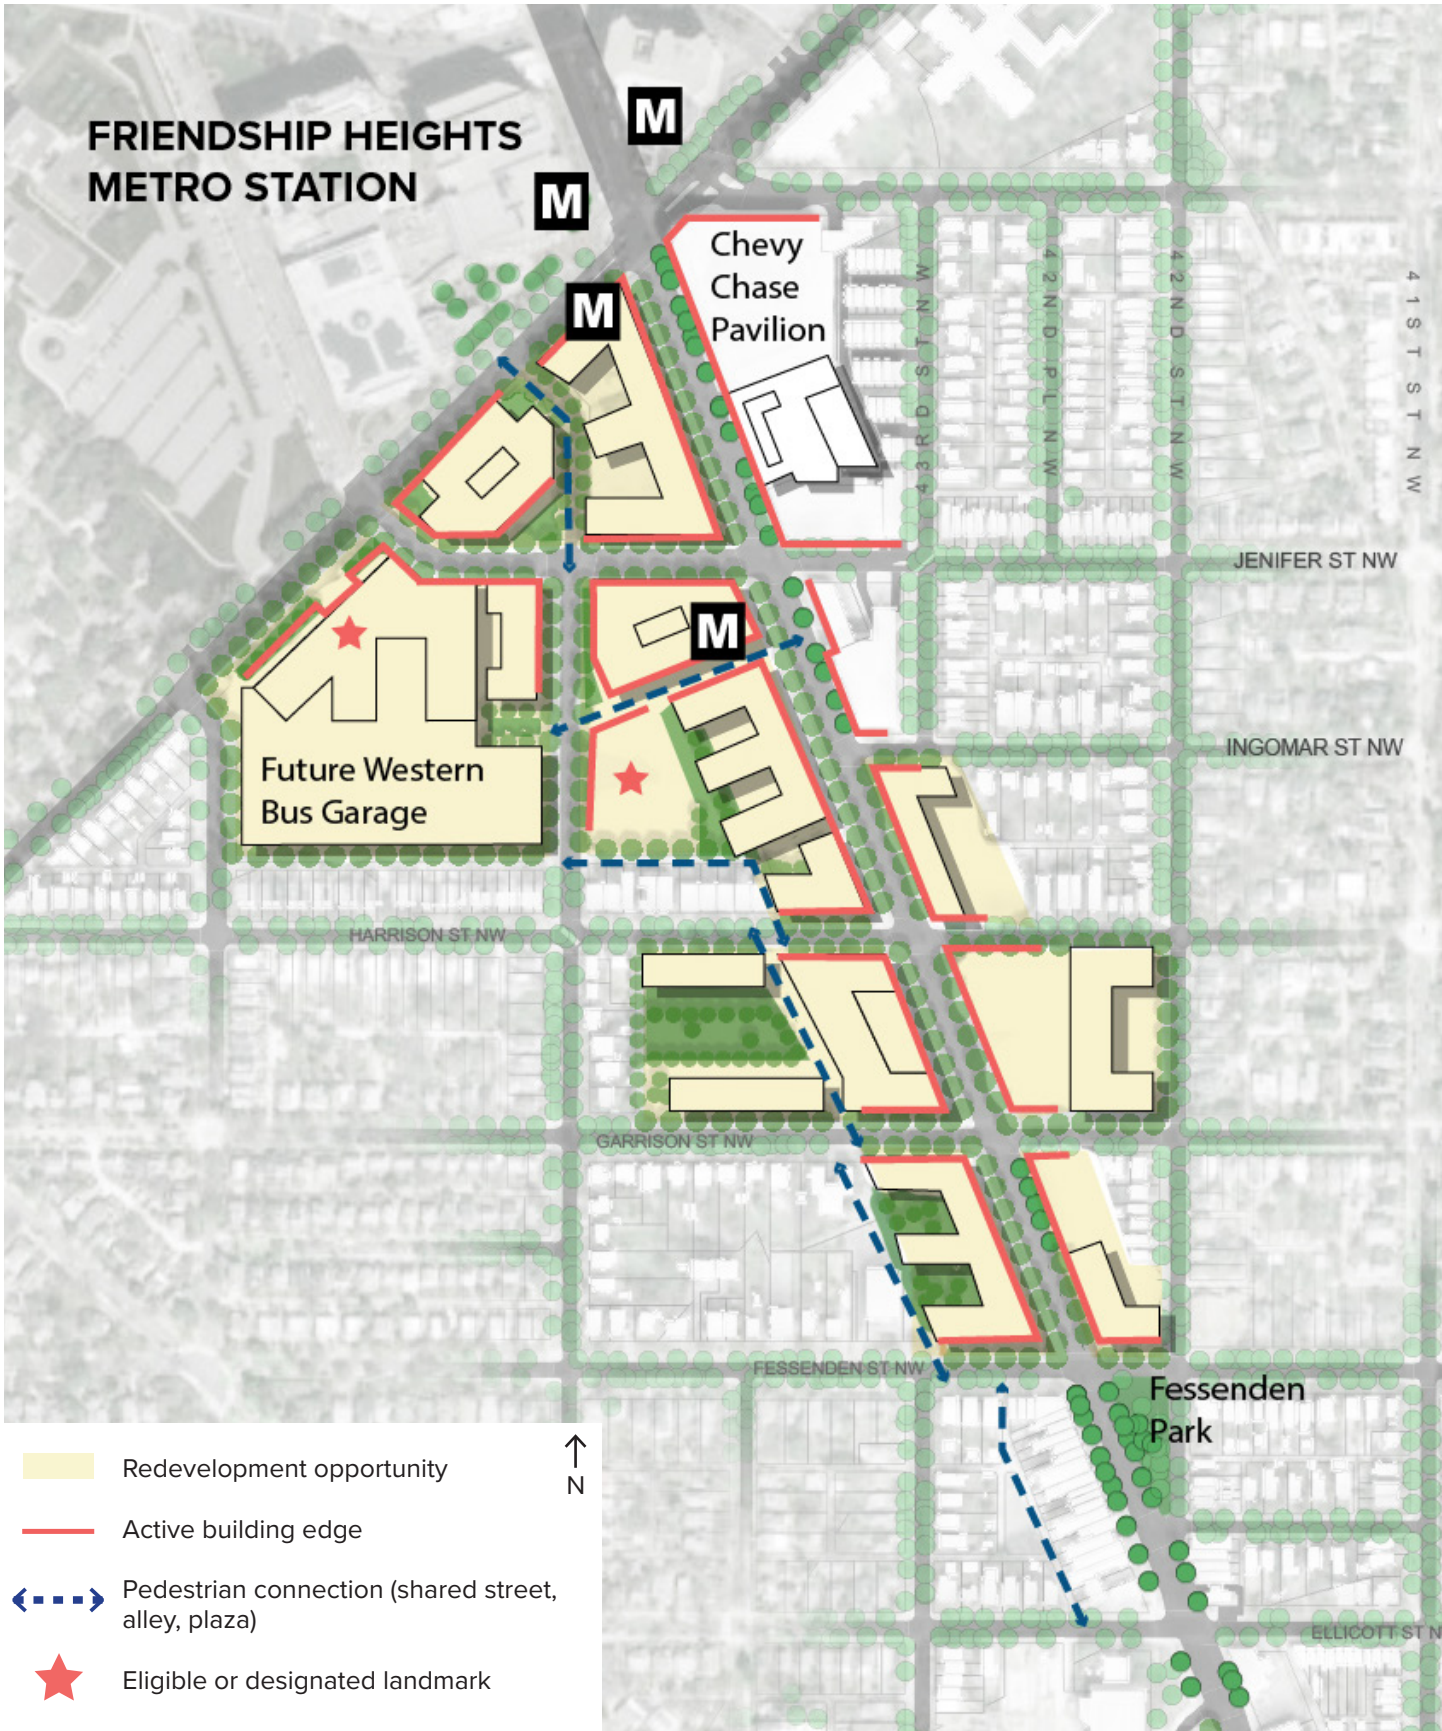 M
FRIENDSHIP HEIGHTS
METRO STATION
M
Chevy
Chase
Pavilion
M
43RD ST NW
42ND PL NW
42ND ST NW
41ST ST NW
JENIFER ST NW
M
INGOMAR ST NW
Future Western
Bus Garage
HARRISON ST NW
GARRISON ST NW
FESSENDEN ST NW
Fessenden
Park
ELLICOTT ST N
N
Redevelopment opportunity
Active building edge
Pedestrian connection (shared street,
alley, plaza)
Eligible or designated landmark